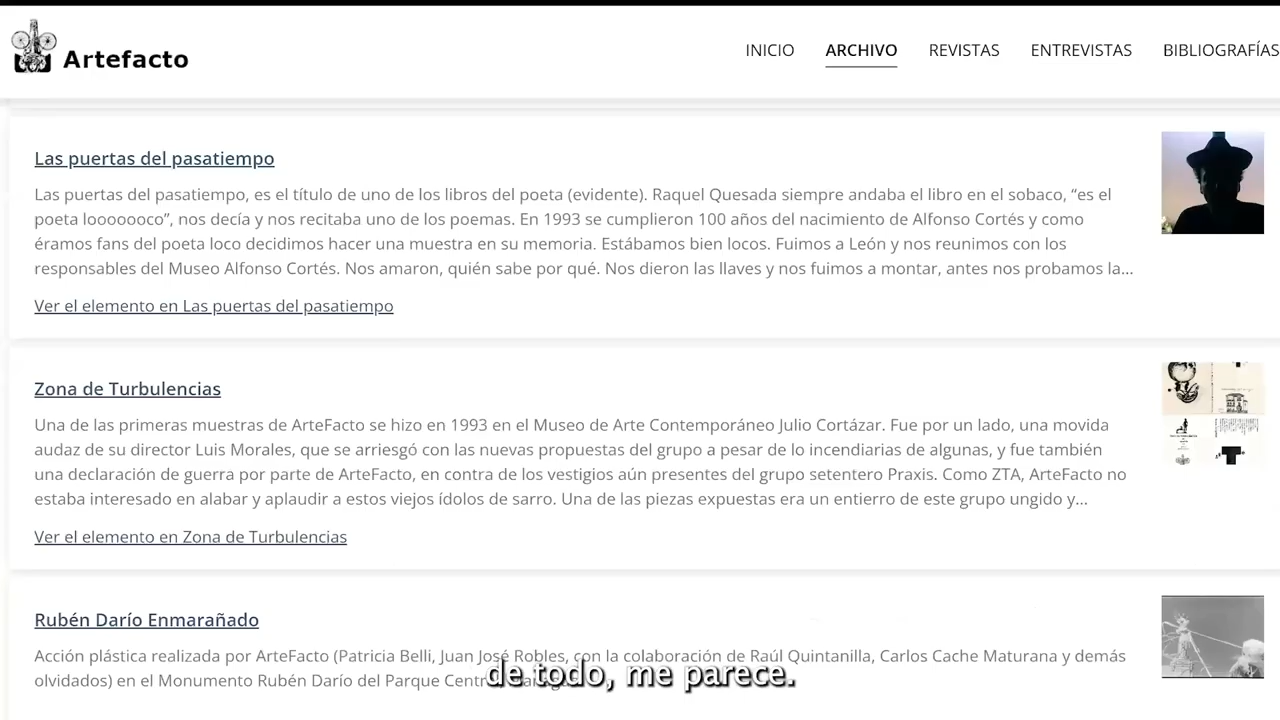 Artefacto
INICIO ARCHIVO REVISTAS ENTREVISTAS BIBLIOGRAFÍAS
Las puertas del pasatiempo
Las puertas del pasatiempo, es el título de uno de los libros del poeta (evidente). Raquel Quesada siempre andaba el libro en el sobaco, “es el
poeta looooooco”, nos decía y nos recitaba uno de los poemas. En 1993 se cumplieron 100 años del nacimiento de Alfonso Cortés y como
éramos fans del poeta loco decidimos hacer una muestra en su memoria. Estábamos bien locos. Fuimos a León y nos reunimos con los
responsables del Museo Alfonso Cortés. Nos amaron, quién sabe por qué. Nos dieron las llaves y nos fuimos a montar, antes nos probamos la...
Ver el elemento en Las puertas del pasatiempo
Zona de Turbulencias
Una de las primeras muestras de ArteFacto se hizo en 1993 en el Museo de Arte Contemporáneo Julio Cortázar. Fue por un lado, una movida
audaz de su director Luis Morales, que se arriesgó con las nuevas propuestas del grupo a pesar de lo incendiarias de algunas, y fue también
una declaración de guerra por parte de ArteFacto, en contra de los vestigios aún presentes del grupo setentero Praxis. Como ZTA, ArteFacto no
estaba interesado en alabar y aplaudir a estos viejos ídolos de sarro. Una de las piezas expuestas era un entierro de este grupo ungido y...
Ver el elemento en Zona de Turbulencias
Rubén Darío Enmarañado
Acción plástica realizada por ArteFacto (Patricia Belli, Juan José Robles, con la colaboración de Raúl Quintanilla, Carlos Cache Maturana y demás
olvidados) en el Monumento Rubén Darío del Parque
de todo, me parece.